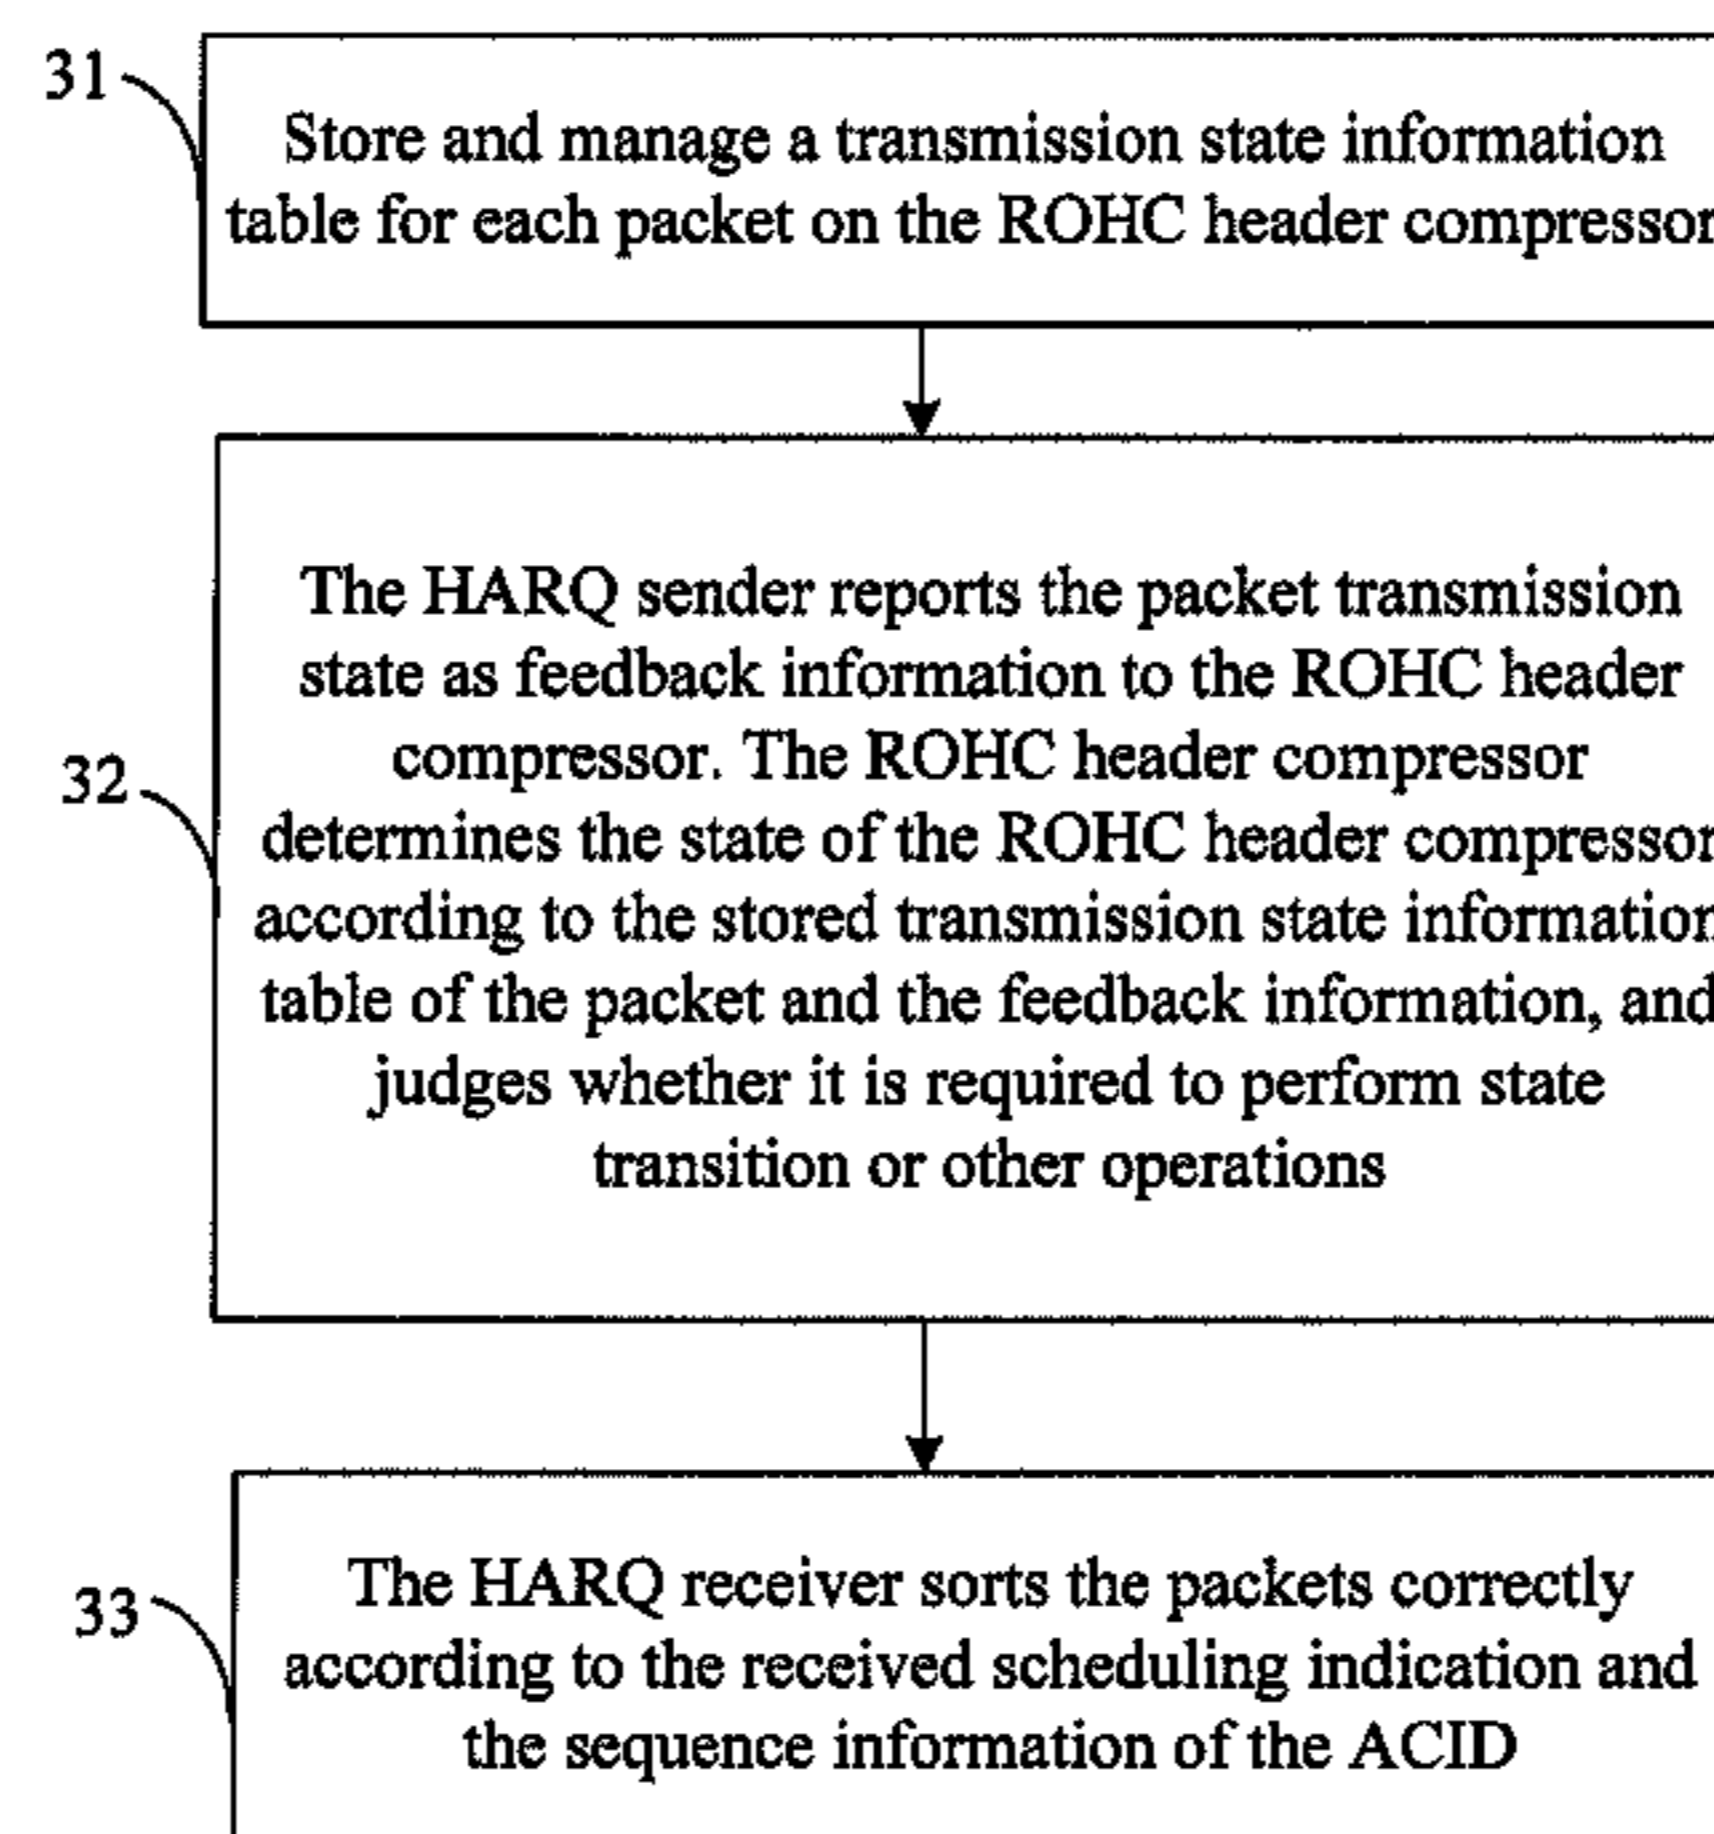 31
Store and manage a transmission state information
table for each packet on the ROHC header compressor
32
The HARQ sender reports the packet transmission
state as feedback information to the ROHC header
compressor. The ROHC header compressor
determines the state of the ROHC header compressor
according to the stored transmission state information
table of the packet and the feedback information, and
judges whether it is required to perform state
transition or other operations
33
The HARQ receiver sorts the packets correctly
according to the received scheduling indication and
the sequence information of the ACID